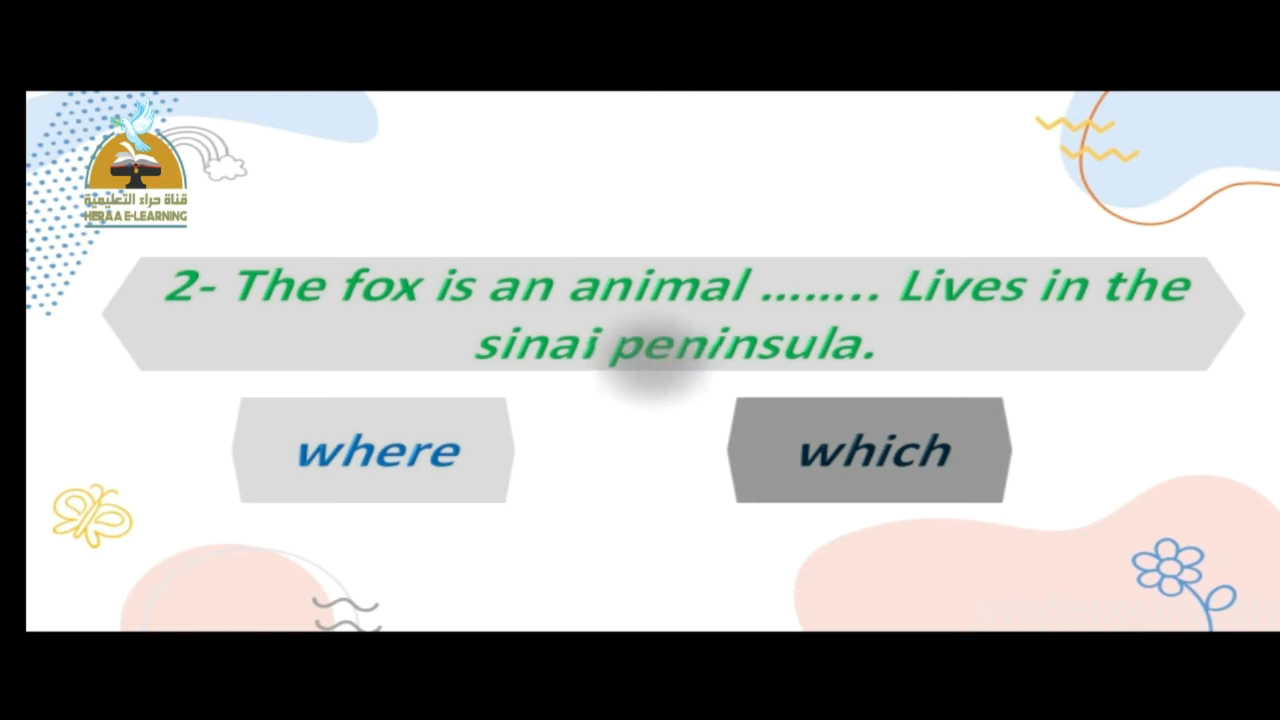 قناة حراء التعليمية
HERAA E-LEARNING
2- The fox is an animal ........ Lives in the
sinai peninsula.
where
which